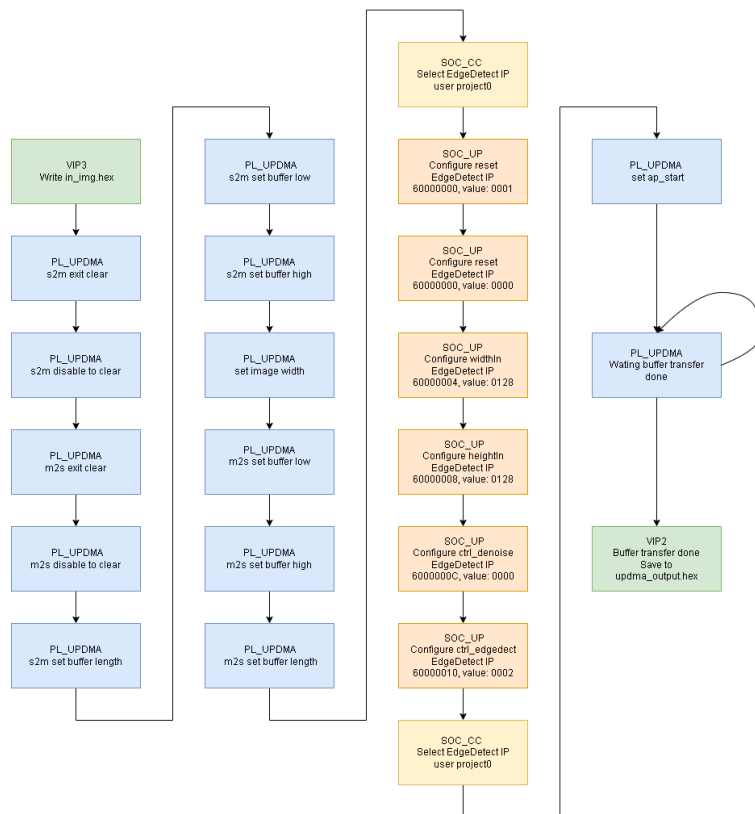 VIP3
Write in_img.hex
PL_UPDMA
s2m exit clear
PL_UPDMA
s2m disable to clear
PL_UPDMA
m2s exit clear
PL_UPDMA
m2s disable to clear
PL_UPDMA
s2m set buffer length
PL_UPDMA
s2m set buffer low
PL_UPDMA
s2m set buffer high
PL_UPDMA
set image width
PL_UPDMA
m2s set buffer low
PL_UPDMA
m2s set buffer high
PL_UPDMA
m2s set buffer length
SOC_CC
Select EdgeDetect IP
user project0
SOC_UP
Configure reset
EdgeDetect IP
60000000, value: 0001
SOC_UP
Configure reset
EdgeDetect IP
60000000, value: 0000
SOC_UP
Configure widthIn
EdgeDetect IP
60000004, value: 0128
SOC_UP
Configure heightIn
EdgeDetect IP
60000008, value: 0128
SOC_UP
Configure ctrl_denoise
EdgeDetect IP
6000000C, value: 0000
SOC_UP
Configure ctrl_edgedect
EdgeDetect IP
60000010, value: 0002
SOC_CC
Select EdgeDetect IP
user project0
PL_UPDMA
set ap_start
PL_UPDMA
Wating buffer transfer
done
VIP2
Buffer transfer done
Save to
updma_output.hex